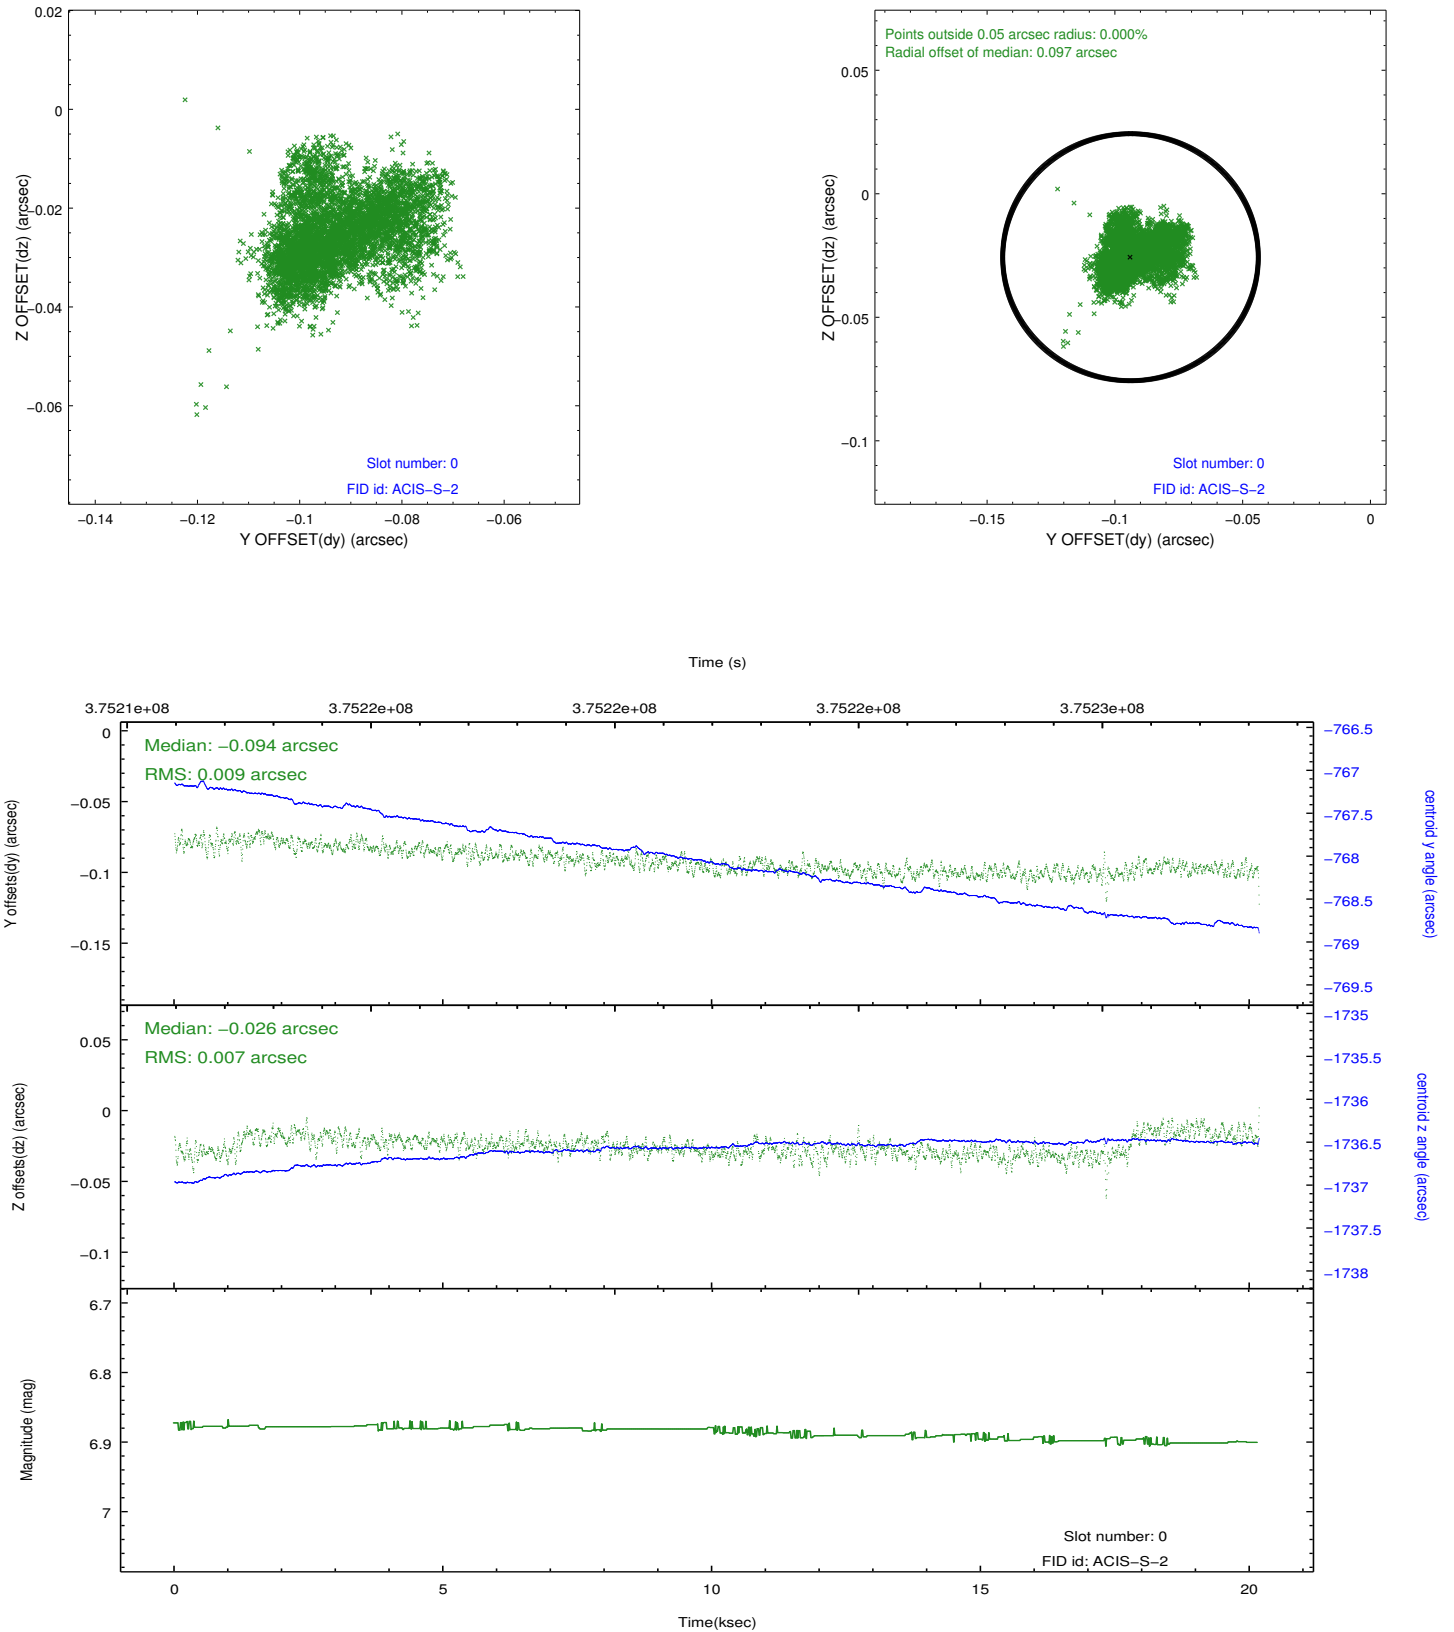 0.02
0
−0.02
−0.04
−0.06
Z OFFSET(dz) (arcsec)
Slot number: 0
FID id: ACIS−S−2
−0.14
−0.12
−0.1
−0.08
−0.06
Y OFFSET(dy) (arcsec)
Points outside 0.05 arcsec radius: 0.000%
Radial offset of median: 0.097 arcsec
0.05
0
−0.05
−0.1
Z OFFSET(dz) (arcsec)
Slot number: 0
FID id: ACIS−S−2
−0.15
−0.1
−0.05
0
Y OFFSET(dy) (arcsec)
Time (s)
3.7521e+08
3.7522e+08
3.7522e+08
3.7522e+08
3.7523e+08
Median: −0.094 arcsec
RMS: 0.009 arcsec
0
−0.05
−0.1
−0.15
Y offsets(dy) (arcsec)
−766.5
−767
−767.5
−768
−768.5
−769
−769.5
centroid y angle (arcsec)
Median: −0.026 arcsec
RMS: 0.007 arcsec
0.05
0
−0.05
−0.1
Z offsets(dz) (arcsec)
−1735
−1735.5
−1736
−1736.5
−1737
−1737.5
−1738
centroid z angle (arcsec)
6.7
6.8
6.9
7
Magnitude (mag)
Slot number: 0
FID id: ACIS−S−2
0
5
10
15
20
Time(ksec)